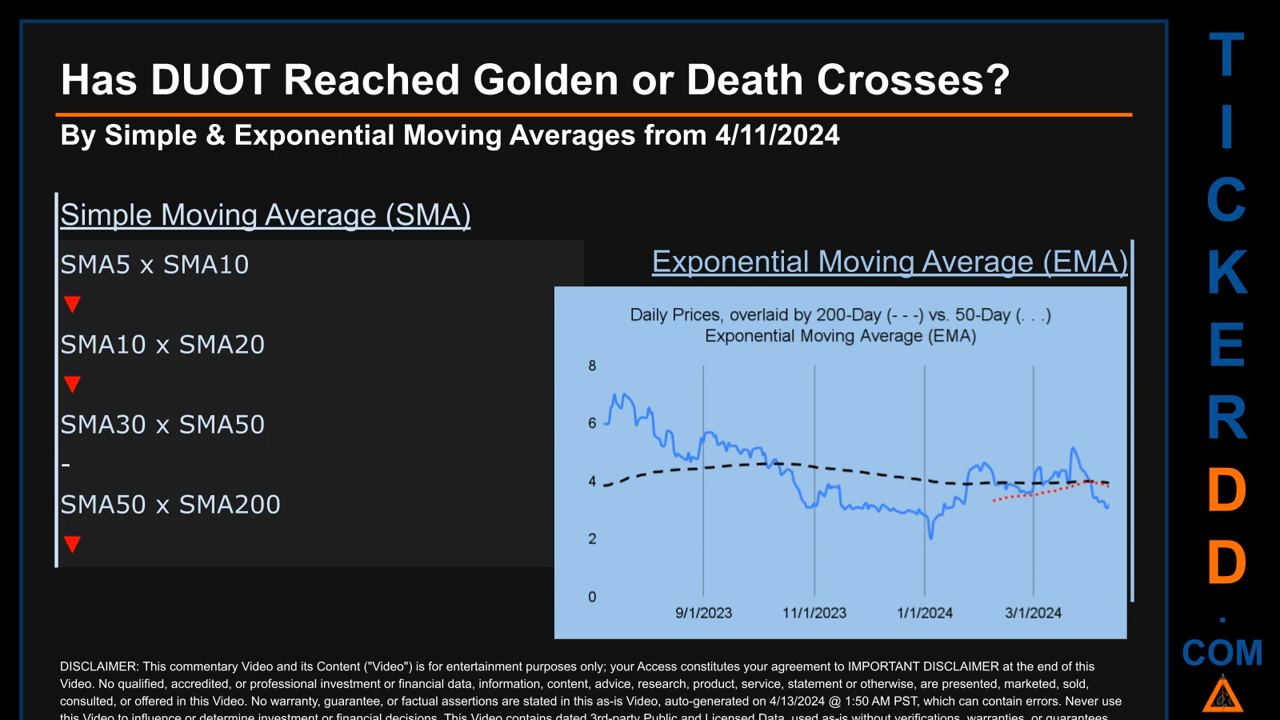 Has DUOT Reached Golden or Death Crosses?
By Simple & Exponential Moving Averages from 4/11/2024
Simple Moving Average (SMA)
SMA5 x SMA10
▼
SMA10 x SMA20
▼
SMA30 x SMA50
-
SMA50 x SMA200
▼
Exponential Moving Average (EMA)
Daily Prices, overlaid by 200-Day (- - -) vs. 50-Day (. . .)
Exponential Moving Average (EMA)
8
6
4
2
0
9/1/2023 11/1/2023 1/1/2024 3/1/2024
DISCLAIMER: This commentary Video and its Content ("Video") is for entertainment purposes only; your Access constitutes your agreement to IMPORTANT DISCLAIMER at the end of this
Video. No qualified, accredited, or professional investment or financial data, information, content, advice, research, product, service, statement or otherwise, are presented, marketed, sold,
consulted, or offered in this Video. No warranty, guarantee, or factual assertions are stated in this as-is Video, auto-generated on 4/13/2024 @ 1:50 AM PST, which can contain errors. Never use
this Video to influence or determine investment or financial decisions. This Video contains dated 3rd-party Public and Licensed Data, used as-is without verifications, warranties, or guarantees
T
I
C
K
E
R
D
D
.
COM